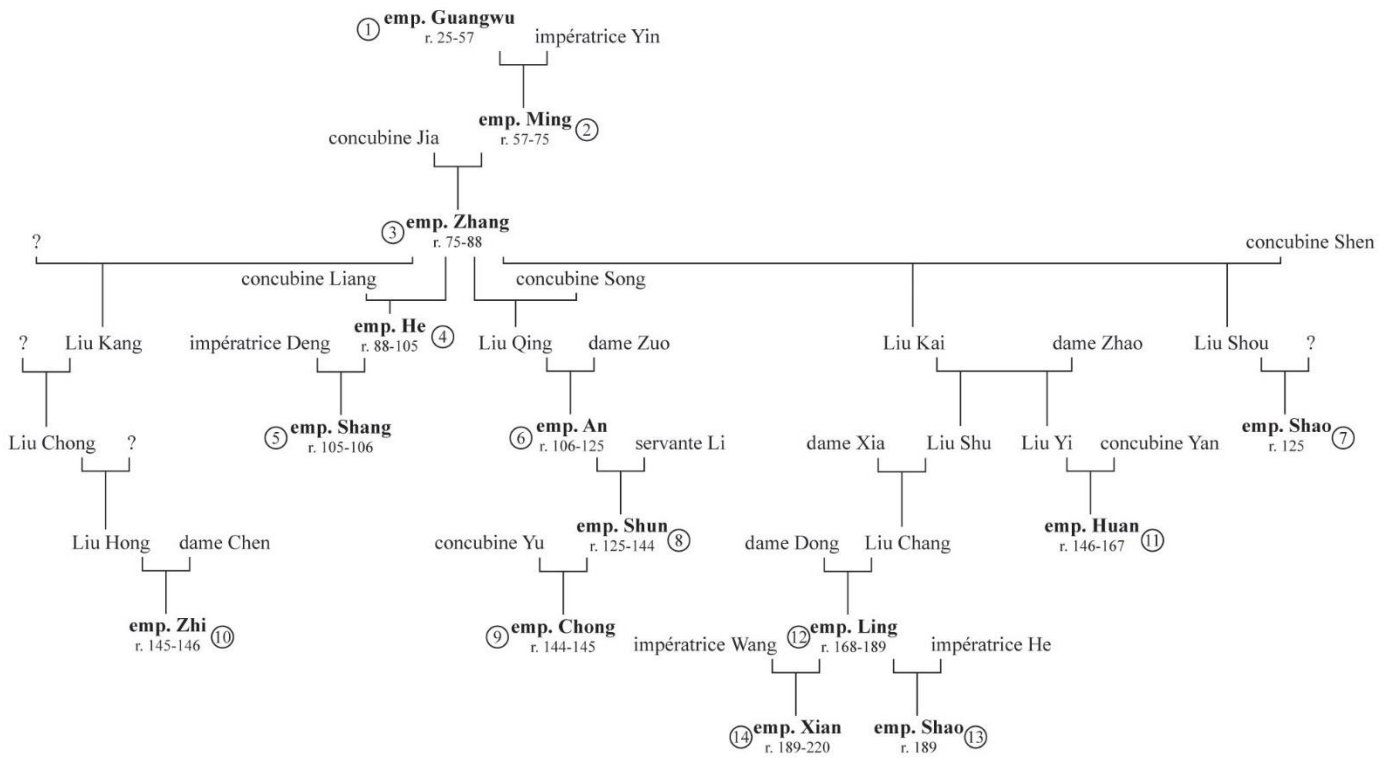 ① emp. Guangwu
r. 25-57
impératrice Yin
emp. Ming ②
r. 57-75
concubine Jia
③ emp. Zhang
r. 75-88
?
concubine Shen
concubine Liang
concubine Song
emp. He ④
r. 88-105
?
Liu Kang
impératrice Deng
Liu Qing
dame Zuo
Liu Kai
dame Zhao
Liu Shou
?
⑤ emp. Shang
r. 105-106
⑥ emp. An
r. 106-125
emp. Shao ⑦
r. 125
Liu Chong
?
servante Li
dame Xia
Liu Shu
Liu Yi
concubine Yan
emp. Shun ⑧
r. 125-144
emp. Huan ⑪
r. 146-167
Liu Hong
dame Chen
concubine Yu
dame Dong
Liu Chang
emp. Zhi ⑩
r. 145-146
⑨ emp. Chong
r. 144-145
⑫ emp. Ling
r. 168-189
impératrice Wang
impératrice He
⑭ emp. Xian
r. 189-220
emp. Shao ⑬
r. 189